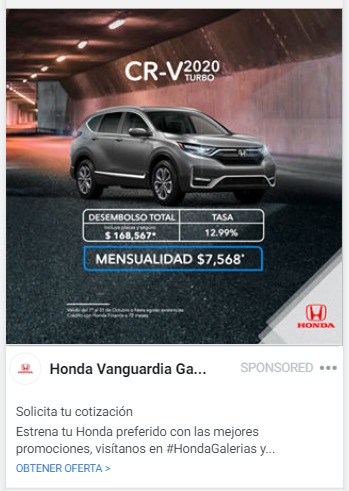 CR-V 2020
TURBO
DESEMBOLSO TOTAL TASA
Incluye placas y seguro
$ 168,567* 12.99%
MENSUALIDAD $7,568*
Válido del 1° al 31 de Octubre o hasta agotar existencias
Crédito con Honda Finance a 72 meses
HONDA
Honda Vanguardia Ga... SPONSORED
Solicita tu cotización
Estrena tu Honda preferido con las mejores
promociones, visítanos en #HondaGalerias y...
OBTENER OFERTA >